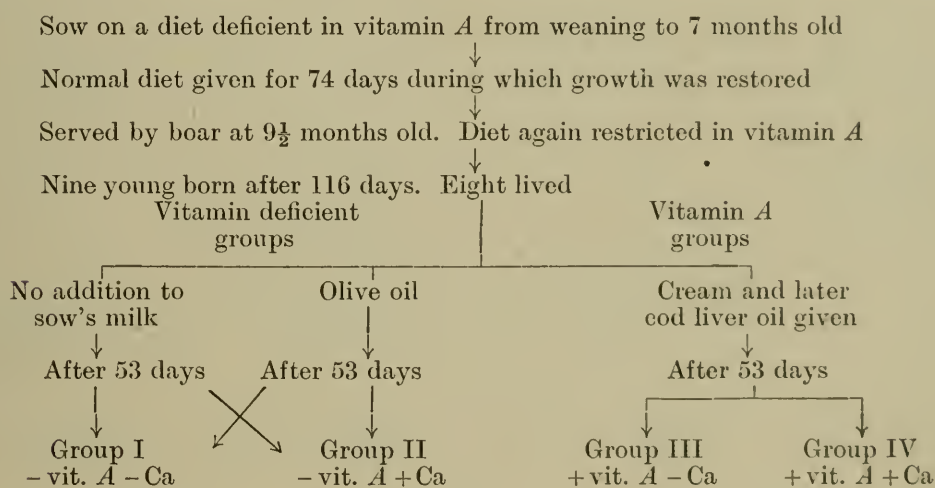 Sow on a diet deficient in vitamin A from weaning to 7 months old
Normal diet given for 74 days during which growth was restored
Served by boar at 9½ months old. Diet again restricted in vitamin A
Nine young born after 116 days. Eight lived
Vitamin deficient
groups
Vitamin A
groups
No addition to
sow's milk
Olive oil
Cream and later
cod liver oil given
After 53 days
After 53 days
After 53 days
Group I
− vit. A − Ca
Group II
− vit. A + Ca
Group III
+ vit. A − Ca
Group IV
+ vit. A + Ca